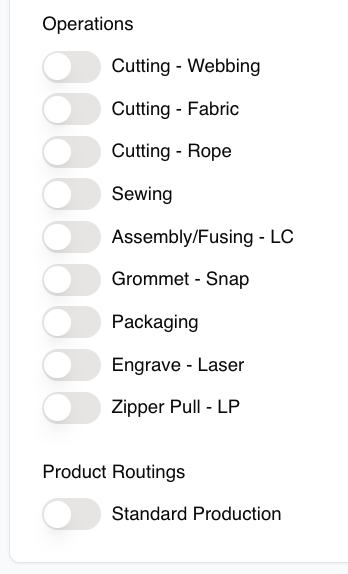 Operations
Cutting - Webbing
Cutting - Fabric
Cutting - Rope
Sewing
Assembly/Fusing - LC
Grommet - Snap
Packaging
Engrave - Laser
Zipper Pull - LP
Product Routings
Standard Production